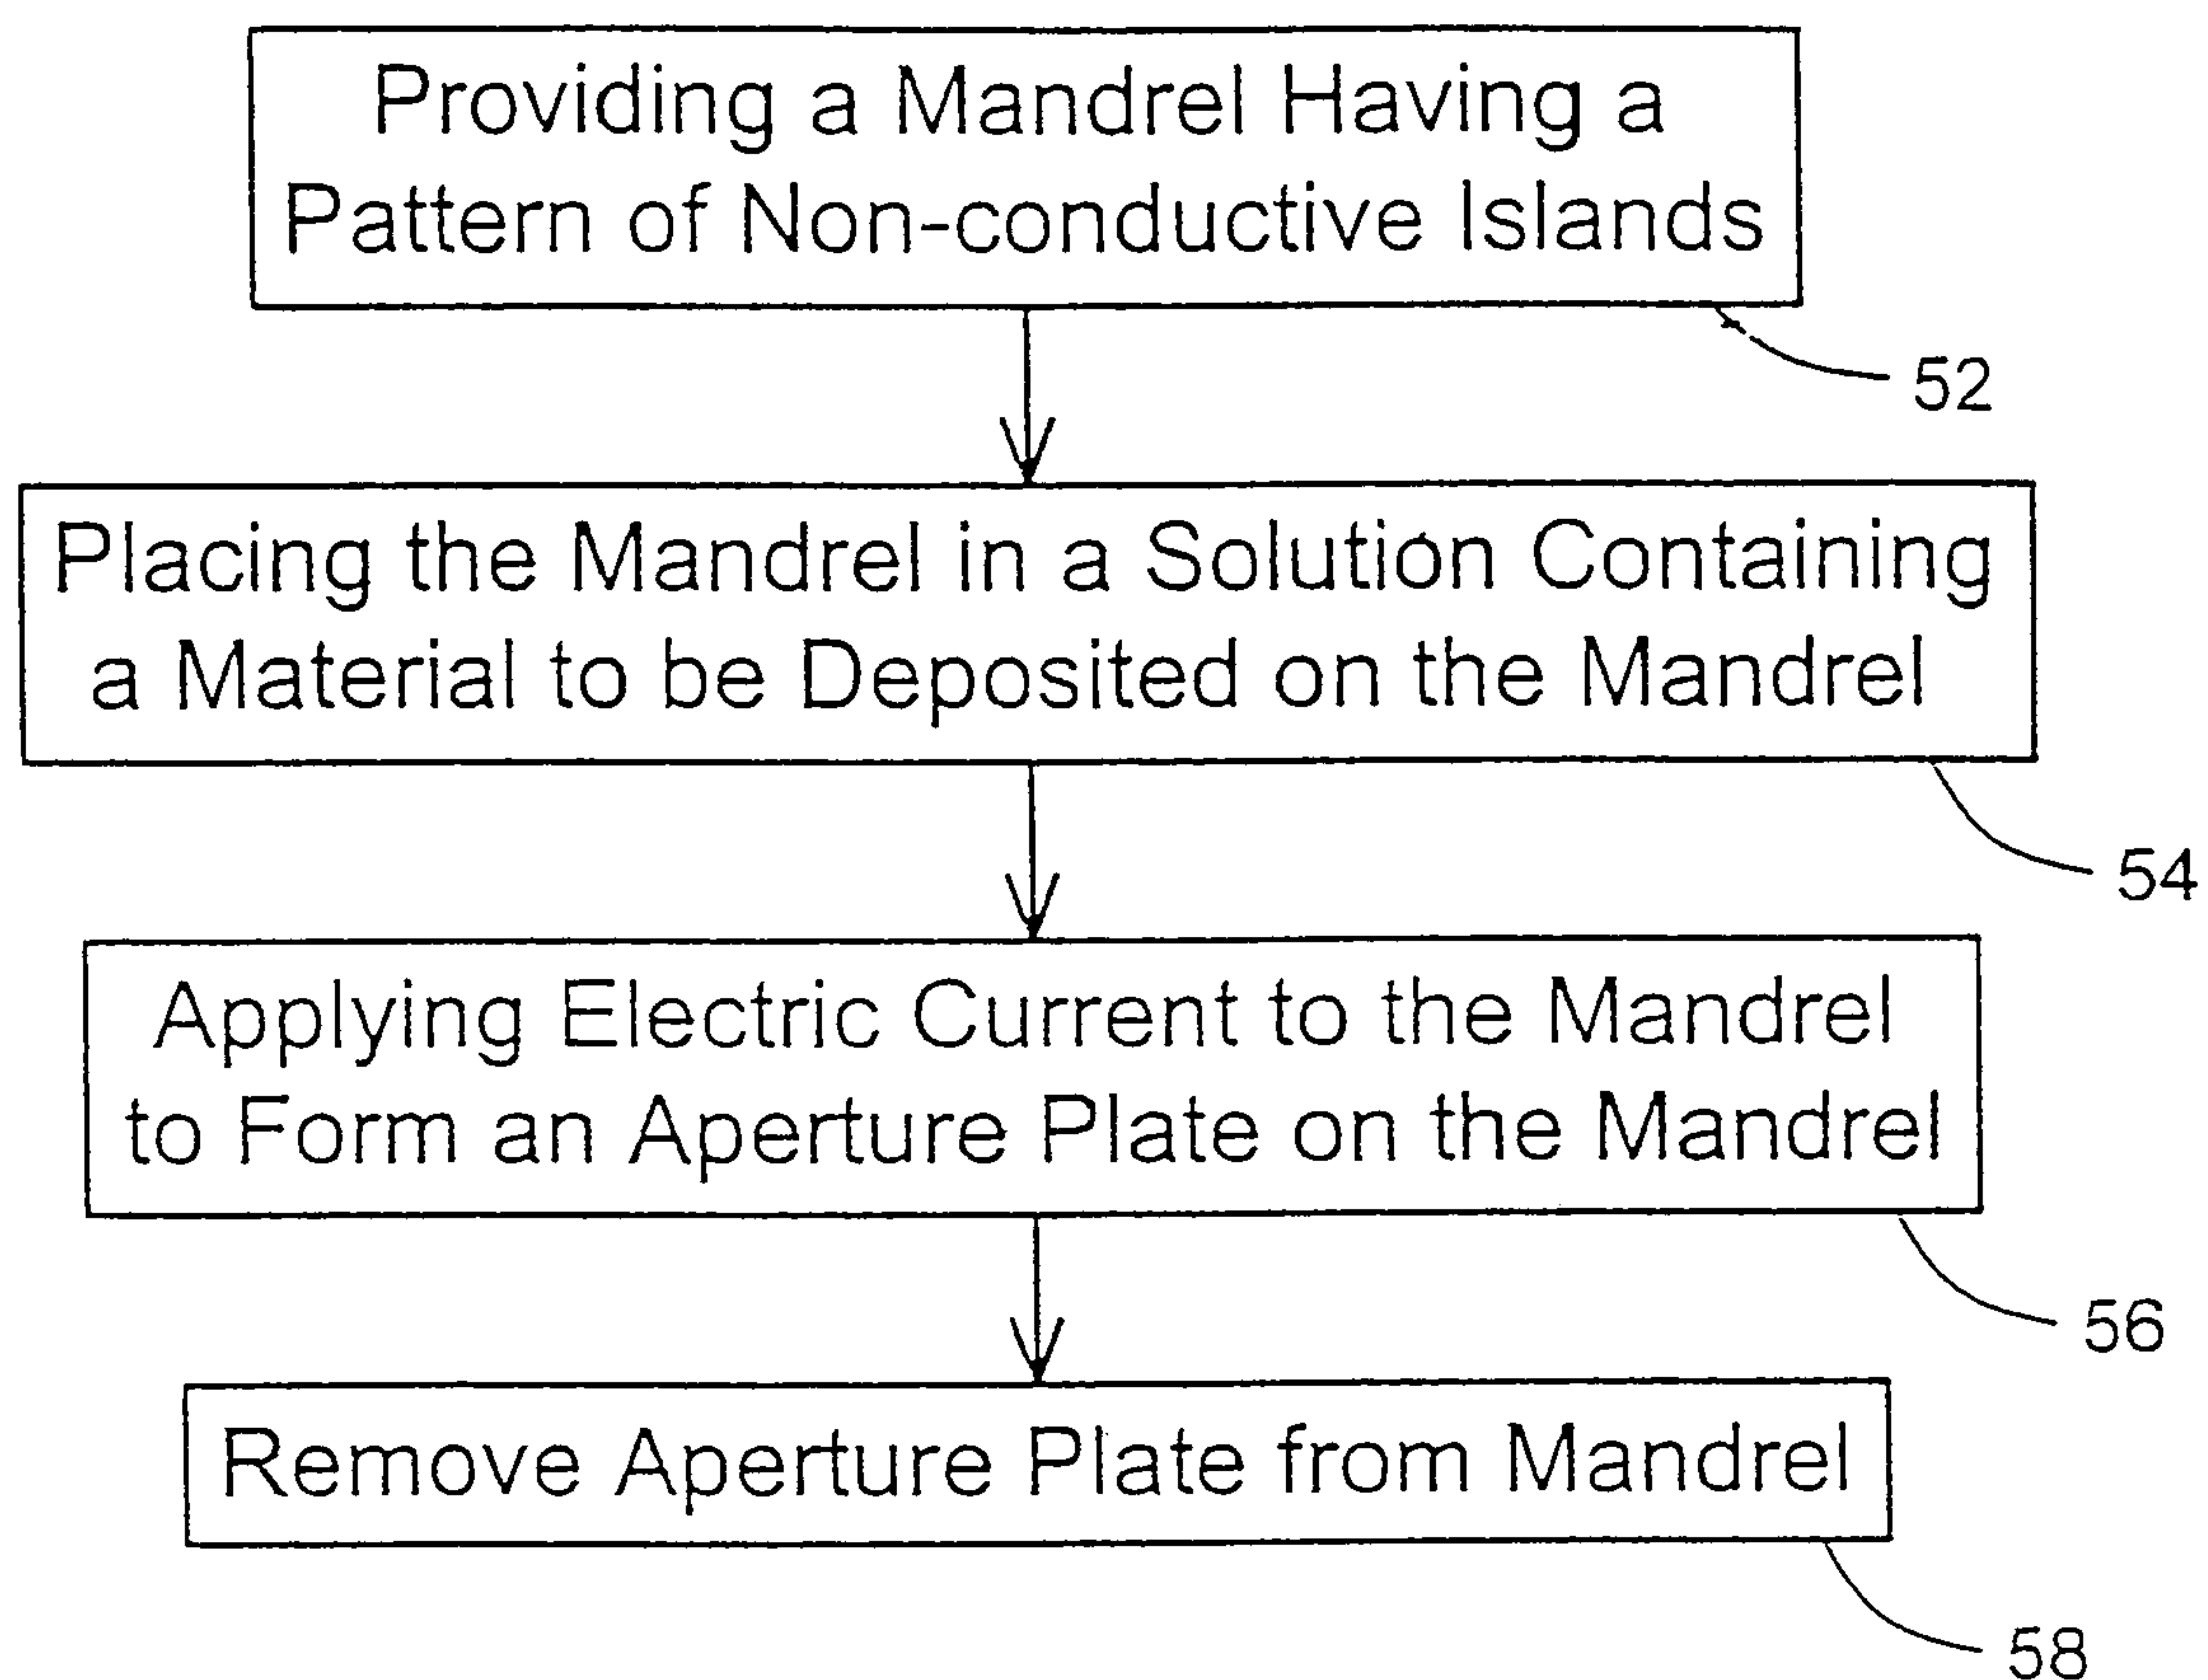 Providing a Mandrel Having a
Pattern of Non-conductive Islands
52
Placing the Mandrel in a Solution Containing
a Material to be Deposited on the Mandrel
54
Applying Electric Current to the Mandrel
to Form an Aperture Plate on the Mandrel
56
Remove Aperture Plate from Mandrel
58